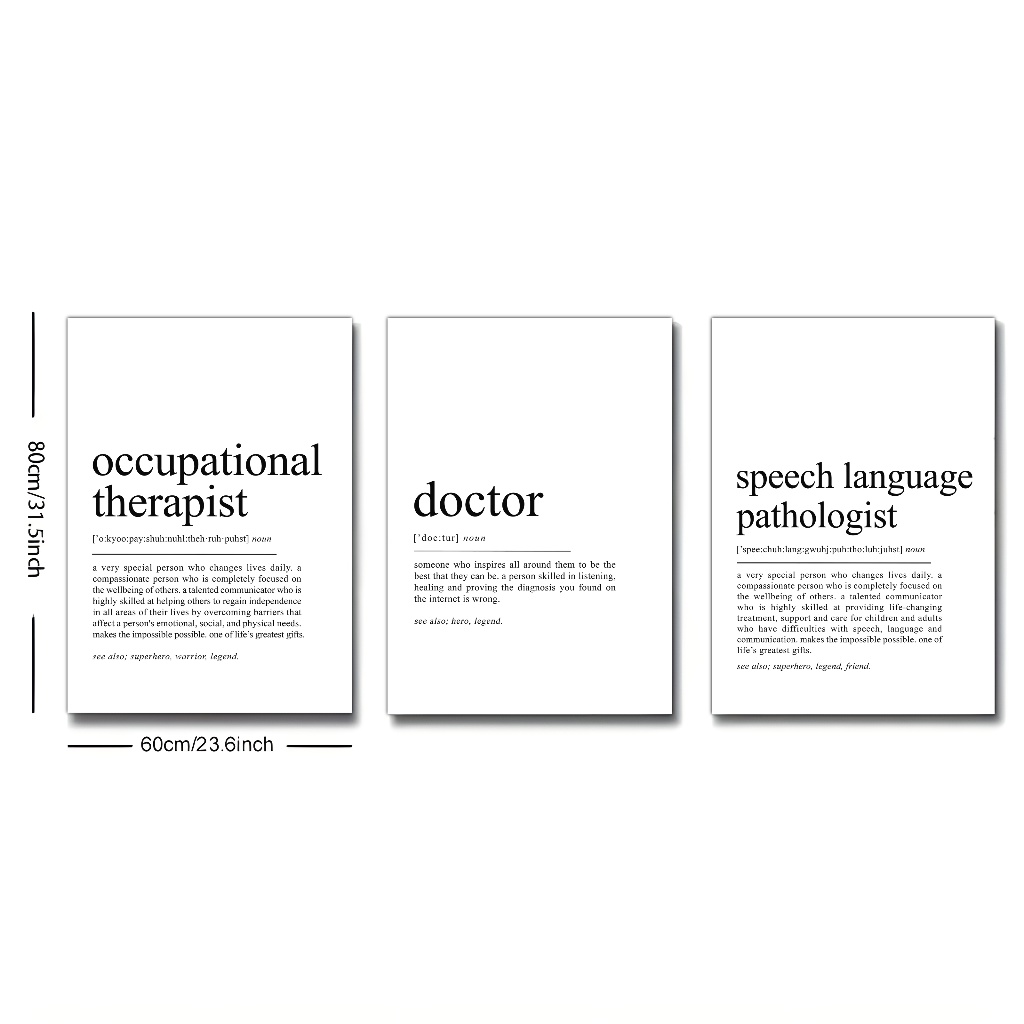 80cm/31.5inch
occupational
therapist
['o:kyoo:pay:shuh:nuhl:theh·ruh·puhst] noun
a very special person who changes lives daily. a
compassionate person who is completely focused on
the wellbeing of others. a talented communicator who is
highly skilled at helping others to regain independence
in all areas of their lives by overcoming barriers that
affect a person's emotional, social, and physical needs.
makes the impossible possible. one of life's greatest gifts.
see also; superhero, warrior, legend.
60cm/23.6inch
doctor
['doc:tur] noun
someone who inspires all around them to be the
best that they can be. a person skilled in listening,
healing and proving the diagnosis you found on
the internet is wrong.
see also; hero, legend.
speech language
pathologist
['spee:chuh:lang:gwuhj:puh:tho:luh:juhst] noun
a very special person who changes lives daily. a
compassionate person who is completely focused on
the wellbeing of others. a talented communicator
who is highly skilled at providing life-changing
treatment, support and care for children and adults
who have difficulties with speech, language and
communication. makes the impossible possible. one of
life's greatest gifts.
see also; superhero, legend, friend.